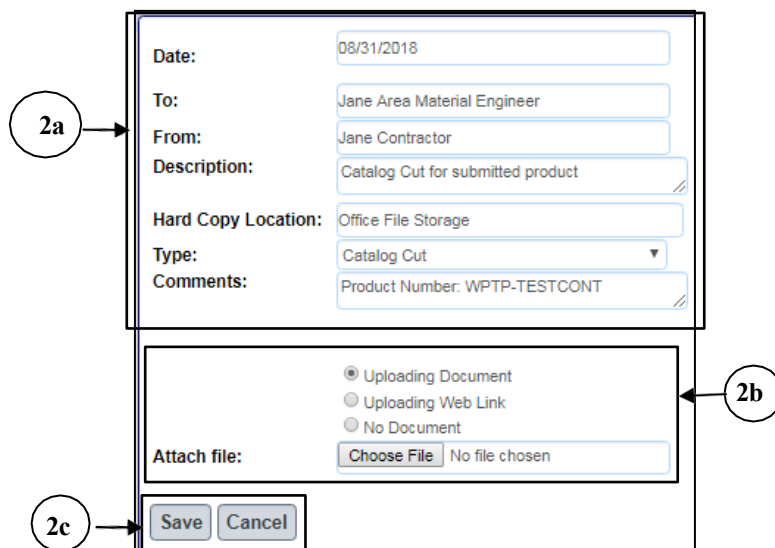 Date: 08/31/2018
To: Jane Area Material Engineer
2a
From: Jane Contractor
Description: Catalog Cut for submitted product
Hard Copy Location: Office File Storage
Type: Catalog Cut
Comments: Product Number: WPTP-TESTCONT
Uploading Document
Uploading Web Link
2b
No Document
Attach file: Choose File No file chosen
2c
Save Cancel